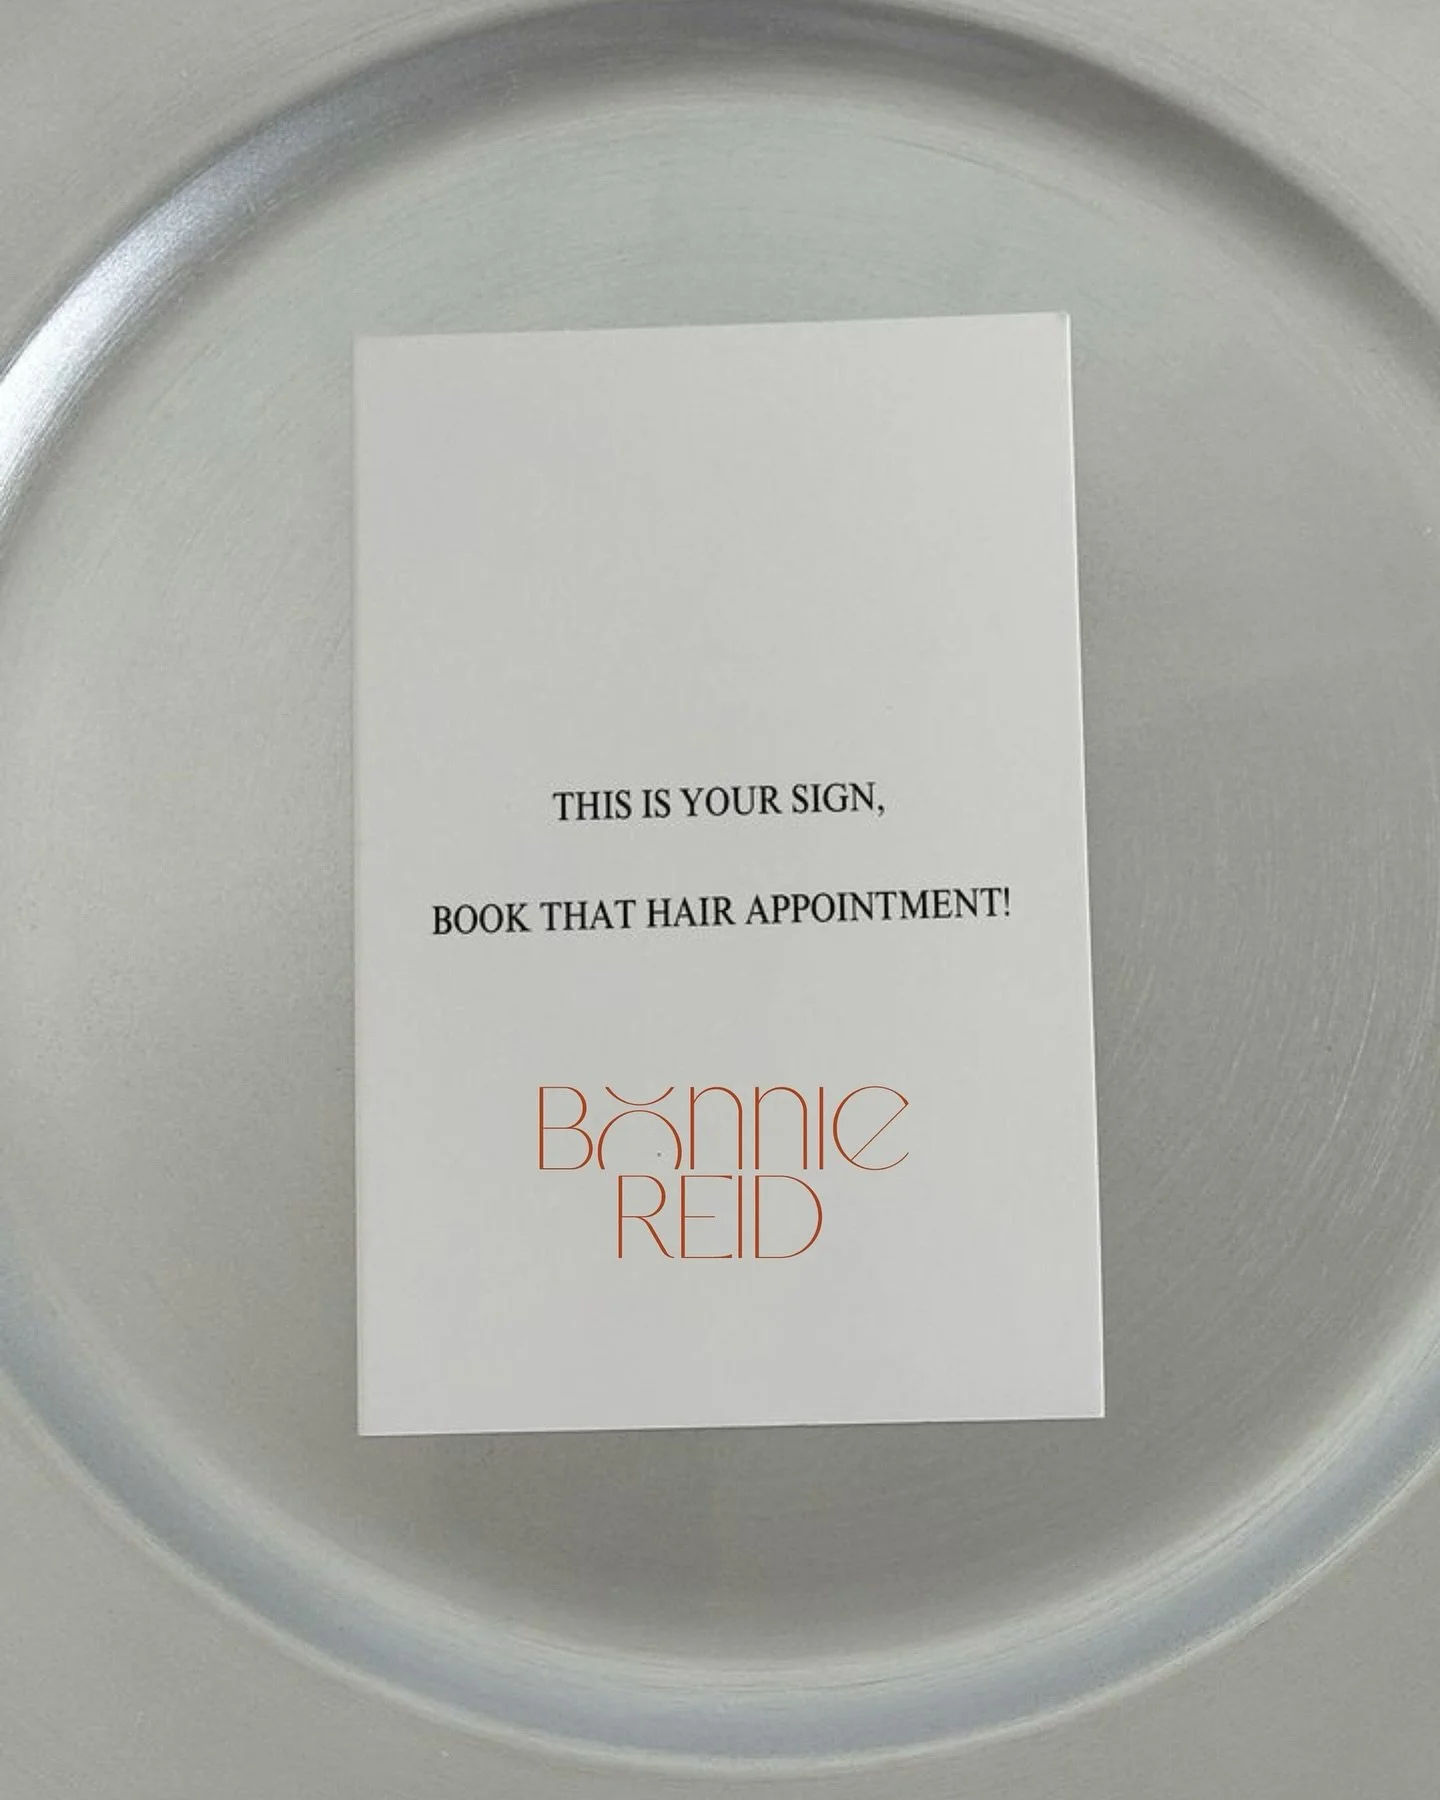 THIS IS YOUR SIGN,
BOOK THAT HAIR APPOINTMENT!
BONNIE
REID